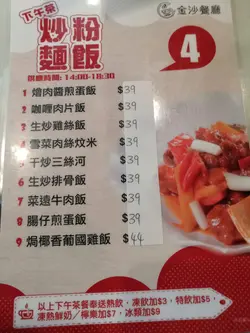 下午茶
炒粉
麵飯
供應時間: 14:00-18:30
金沙餐廳
4
1 燴肉醬煎蛋飯 $39
2 咖喱肉片飯 $39
3 生炒雞絲飯 $39
4 雪菜肉絲炆米 $39
5 干炒三絲河 $39
6 生炒排骨飯 $39
7 菜遠牛肉飯 $39
8 腸仔煎蛋飯 $39
9 焗椰香葡國雞飯 $44
以上下午茶餐奉送熱飲, 凍飲加$3, 特飲加$5,
凍熱鮮奶/檸樂加$7, 冰類加$9